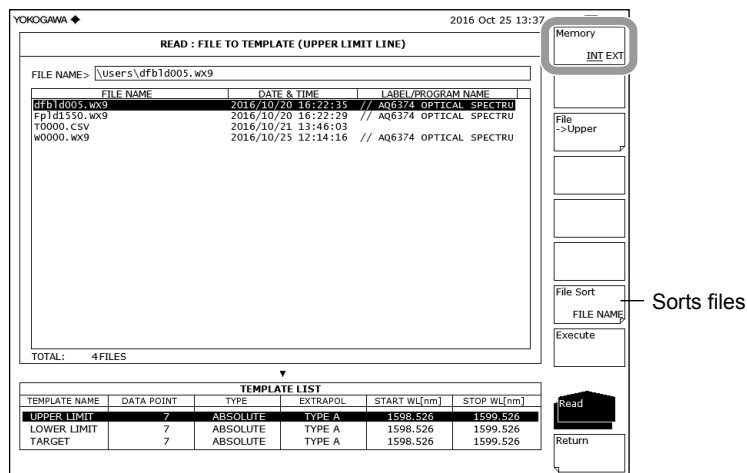 YOKOGAWA ◆ 2016 Oct 25 13:37
READ : FILE TO TEMPLATE (UPPER LIMIT LINE)
FILE NAME> \Users\dfbld005.WX9
FILE NAME DATE & TIME LABEL/PROGRAM NAME
dfbld005.WX9 2016/10/20 16:22:35 // AQ6374 OPTICAL SPECTRU
Fpld1550.WX9 2016/10/20 16:22:29 // AQ6374 OPTICAL SPECTRU
T0000.CSV 2016/10/21 13:46:03
W0000.WX9 2016/10/25 12:14:16 // AQ6374 OPTICAL SPECTRU
TOTAL: 4FILES
▼
TEMPLATE LIST
TEMPLATE NAME DATA POINT TYPE EXTRAPOL START WL[nm] STOP WL[nm]
UPPER LIMIT 7 ABSOLUTE TYPE A 1598.526 1599.526
LOWER LIMIT 7 ABSOLUTE TYPE A 1598.526 1599.526
TARGET 7 ABSOLUTE TYPE A 1598.526 1599.526
Memory
INT EXT
File
->Upper
File Sort
FILE NAME
Sorts files
Execute
Read
Return